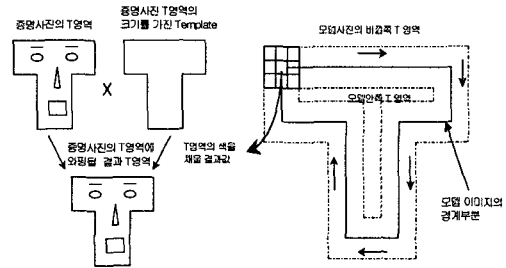 증명사진의 T영역
증명사진의 T영역의
크기를 가진 Template
X
증명사진의 T영역에
와핑될 결과 T영역
T영역의 색을
채울 결과값
모델사진의 바깥쪽 T 영역
모델안쪽 T 영역
모델 이미지의
경계부분